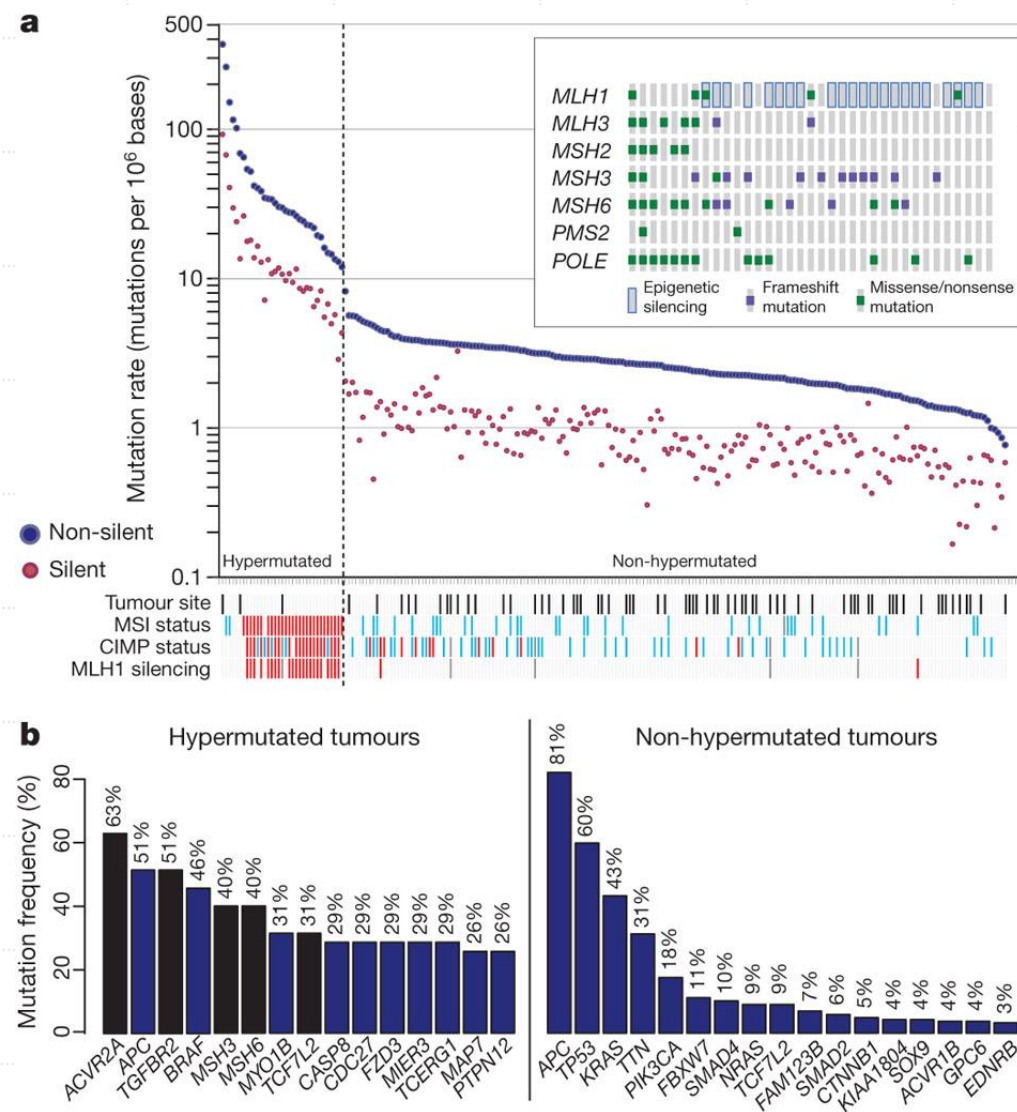 a
Mutation rate (mutations per 10⁶ bases)
500
100
10
1
0.1
MLH1
MLH3
MSH2
MSH3
MSH6
PMS2
POLE
Epigenetic silencing
Frameshift mutation
Missense/nonsense mutation
Non-silent
Silent
Hypermutated
Non-hypermutated
Tumour site
MSI status
CIMP status
MLH1 silencing
b
Hypermutated tumours
Mutation frequency (%)
80
60
40
20
0
63%
51%
51%
46%
40%
40%
31%
31%
29%
29%
29%
29%
29%
26%
26%
ACVR2A
APC
TGFBR2
BRAF
MSH3
MSH6
MYO1B
TCF7L2
CASP8
CDC27
FZD3
MIER3
TCERG1
MAP7
PTPN12
Non-hypermutated tumours
81%
60%
43%
31%
18%
11%
10%
9%
9%
7%
6%
5%
4%
4%
4%
4%
3%
APC
TP53
KRAS
TTN
PIK3CA
FBXW7
SMAD4
NRAS
TCF7L2
FAM123B
SMAD2
CTNNB1
KIAA1804
SOX9
ACVR1B
GPC6
EDNRB